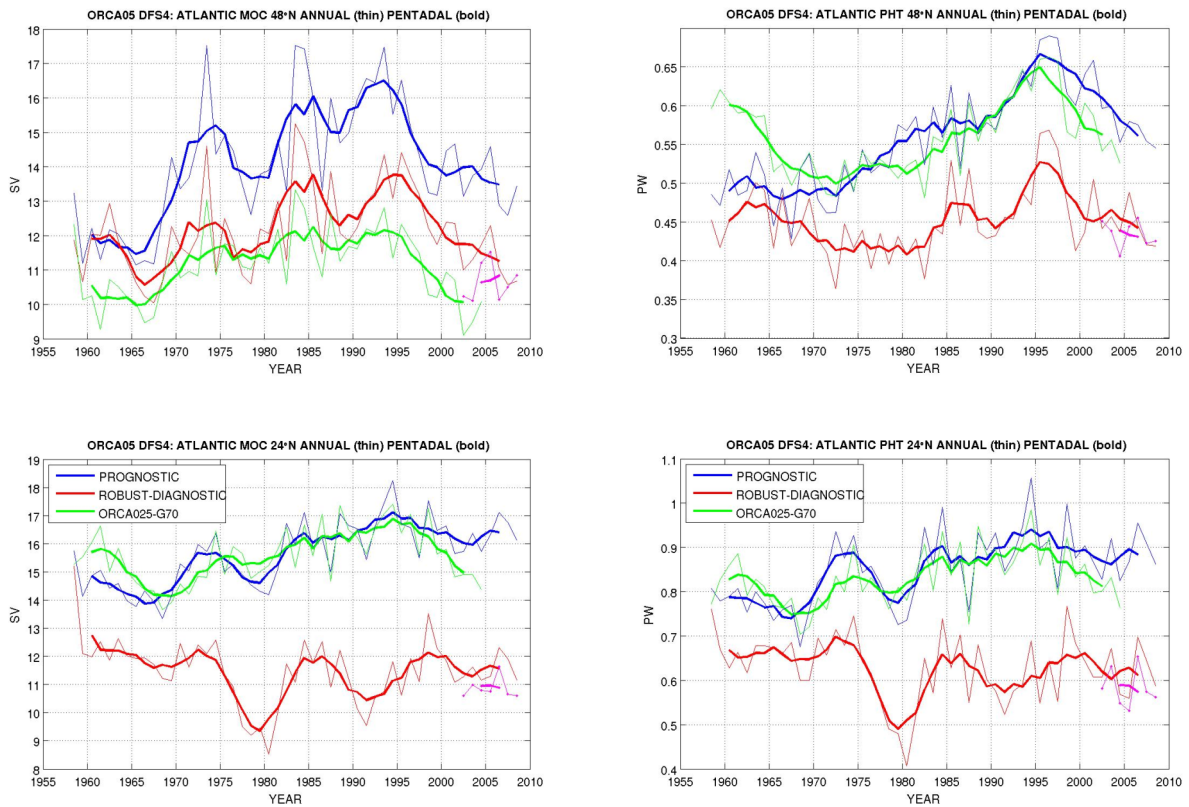 ORCA05 DFS4: ATLANTIC MOC 48•N ANNUAL (thin) PENTADAL (bold)
18
17
16
15
14
13
12
11
10
9
SV
1955 1960 1965 1970 1975 1980 1985 1990 1995 2000 2005 2010
YEAR
ORCA05 DFS4: ATLANTIC PHT 48•N ANNUAL (thin) PENTADAL (bold)
0.65
0.6
0.55
0.5
0.45
0.4
0.35
0.3
PW
1955 1960 1965 1970 1975 1980 1985 1990 1995 2000 2005 2010
YEAR
ORCA05 DFS4: ATLANTIC MOC 24•N ANNUAL (thin) PENTADAL (bold)
PROGNOSTIC
ROBUST-DIAGNOSTIC
ORCA025-G70
19
18
17
16
15
14
13
12
11
10
9
8
SV
1955 1960 1965 1970 1975 1980 1985 1990 1995 2000 2005 2010
YEAR
ORCA05 DFS4: ATLANTIC PHT 24•N ANNUAL (thin) PENTADAL (bold)
PROGNOSTIC
ROBUST-DIAGNOSTIC
ORCA025-G70
1.1
1
0.9
0.8
0.7
0.6
0.5
0.4
PW
1955 1960 1965 1970 1975 1980 1985 1990 1995 2000 2005 2010
YEAR